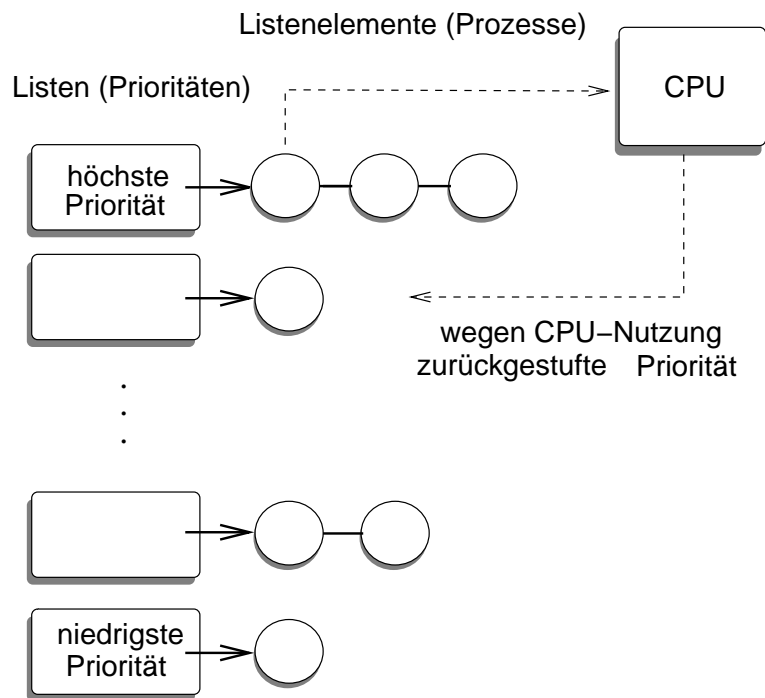 Listenelemente (Prozesse)
Listen (Prioritäten)
CPU
höchste
Priorität
wegen CPU–Nutzung
zurückgestufte Priorität
.
.
.
niedrigste
Priorität